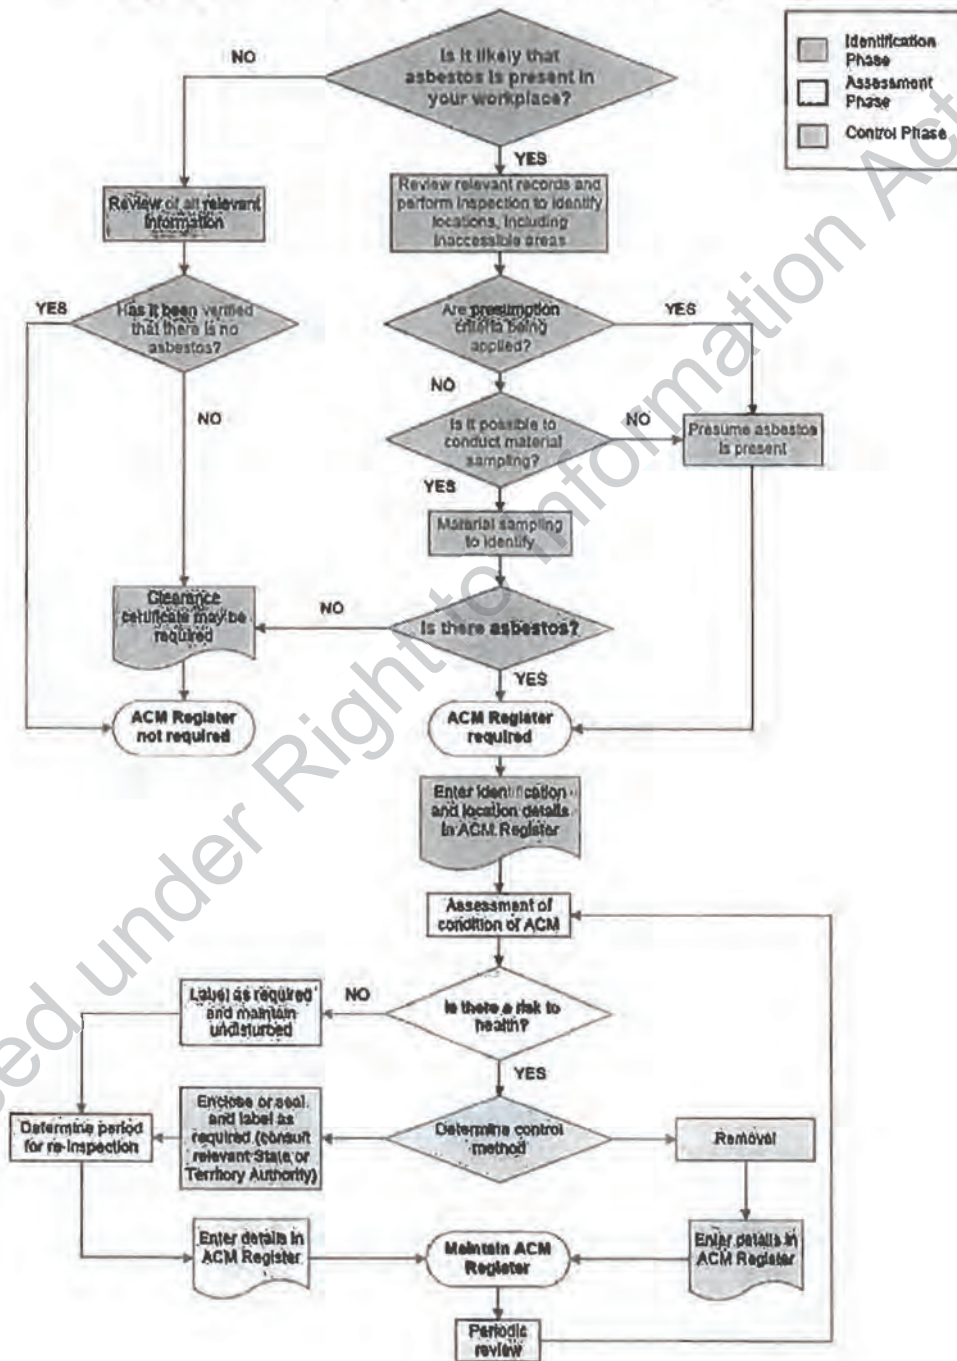 Is it likely that
asbestos is present in
your workplace?
NO
YES
Identification
Phase
Assessment
Phase
Control Phase
Review of all relevant
information
Review relevant records and
perform inspection to identify
locations, including
inaccessible areas
YES
Has it been verified
that there is no
asbestos?
NO
Are presumption
criteria being
applied?
YES
NO
Is it possible to
conduct material
sampling?
NO
Presume asbestos
is present
YES
Material sampling
to identify
Clearance
certificate may be
required
NO
Is there asbestos?
YES
ACM Register
not required
ACM Register
required
Enter identification
and location details
in ACM Register
Assessment of
condition of ACM
Label as required
and maintain
undisturbed
NO
Is there a risk to
health?
YES
Determine period
for re-inspection
Enclose or seal
and label as
required (consult
relevant State or
Territory Authority)
Determine control
method
Removal
Enter details in
ACM Register
Maintain ACM
Register
Enter details in
ACM Register
Periodic
review
ed under Right to Information Act